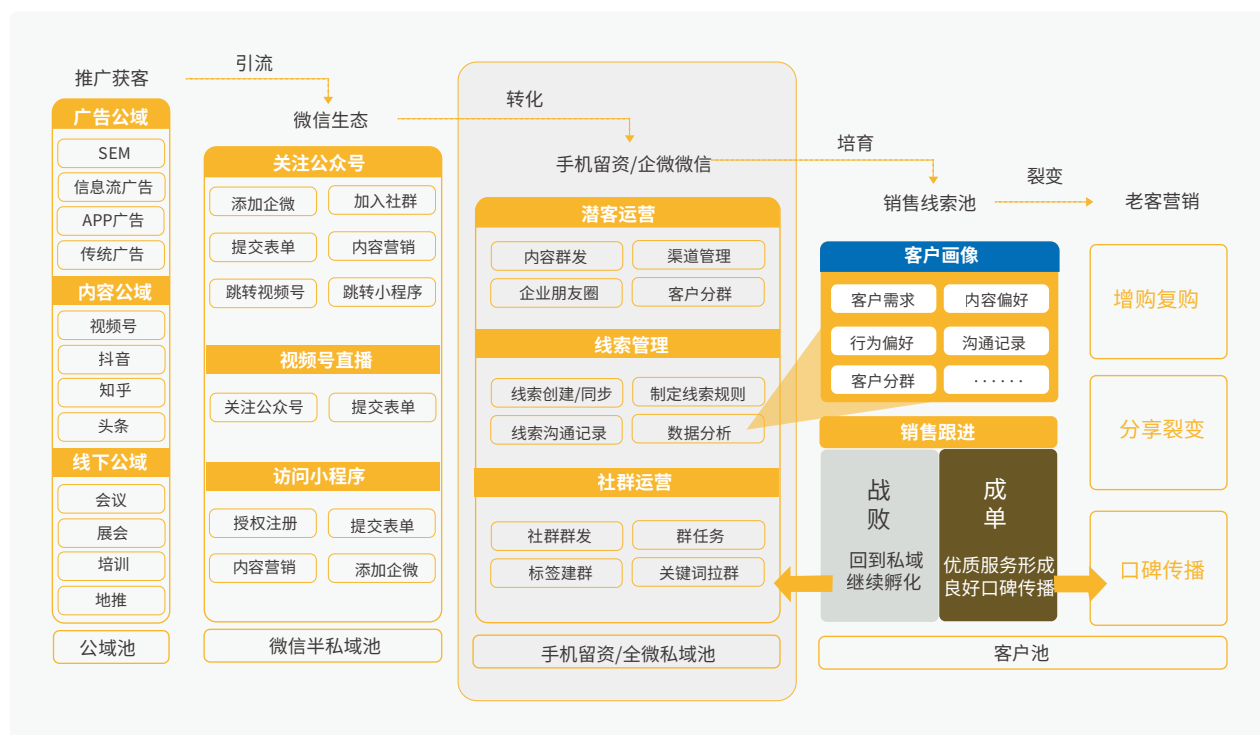 推广获客
引流
微信生态
转化
手机留资/企微微信
培育
销售线索池
裂变
老客营销
广告公域
SEM
信息流广告
APP广告
传统广告
内容公域
视频号
抖音
知乎
头条
线下公域
会议
展会
培训
地推
公域池
关注公众号
添加企微
加入社群
提交表单
内容营销
跳转视频号
跳转小程序
视频号直播
关注公众号
提交表单
访问小程序
授权注册
提交表单
内容营销
添加企微
微信半私域池
潜客运营
内容群发
渠道管理
企业朋友圈
客户分群
线索管理
线索创建/同步
制定线索规则
线索沟通记录
数据分析
社群运营
社群群发
群任务
标签建群
关键词拉群
手机留资/全微私域池
客户画像
客户需求
内容偏好
行为偏好
沟通记录
客户分群
······
销售跟进
战
败
回到私域
继续孵化
成
单
优质服务形成
良好口碑传播
增购复购
分享裂变
口碑传播
客户池